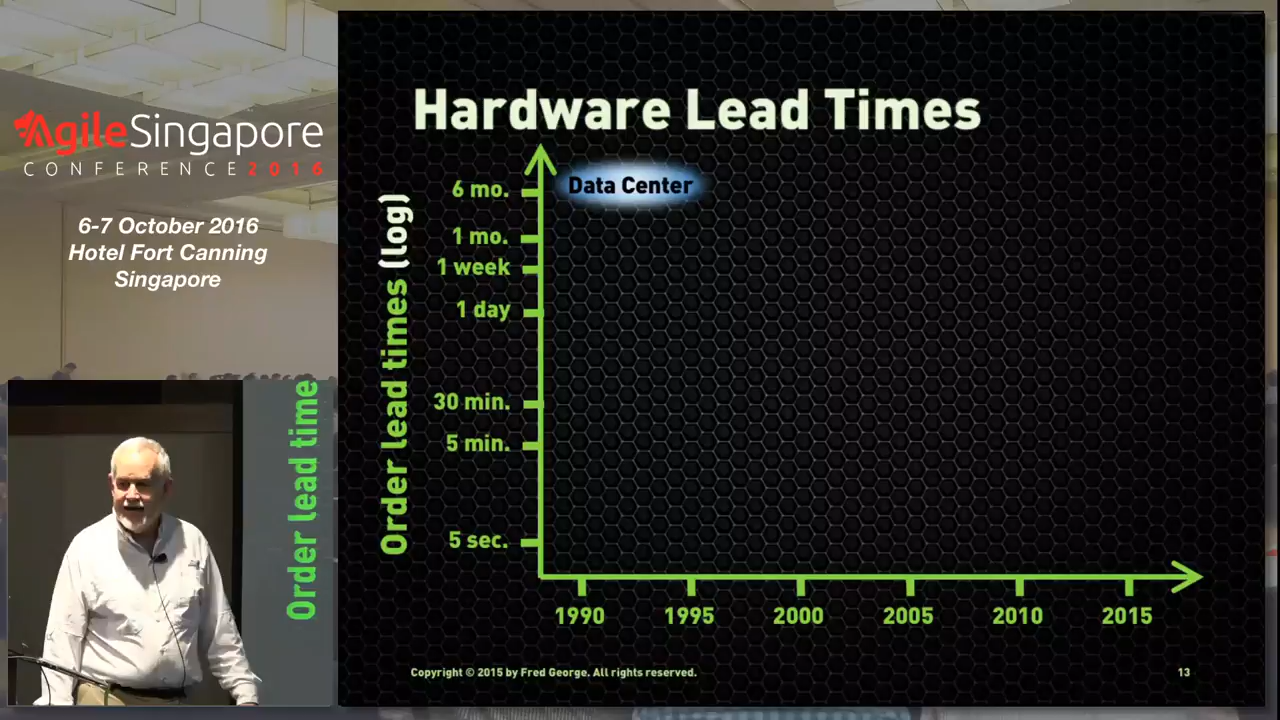 AgileSingapore
CONFERENCE 2016
6-7 October 2016
Hotel Fort Canning
Singapore
Order lead time
Hardware Lead Times
Order lead times (log)
6 mo.
1 mo.
1 week
1 day
30 min.
5 min.
5 sec.
Data Center
1990
1995
2000
2005
2010
2015
Copyright © 2015 by Fred George. All rights reserved.
13